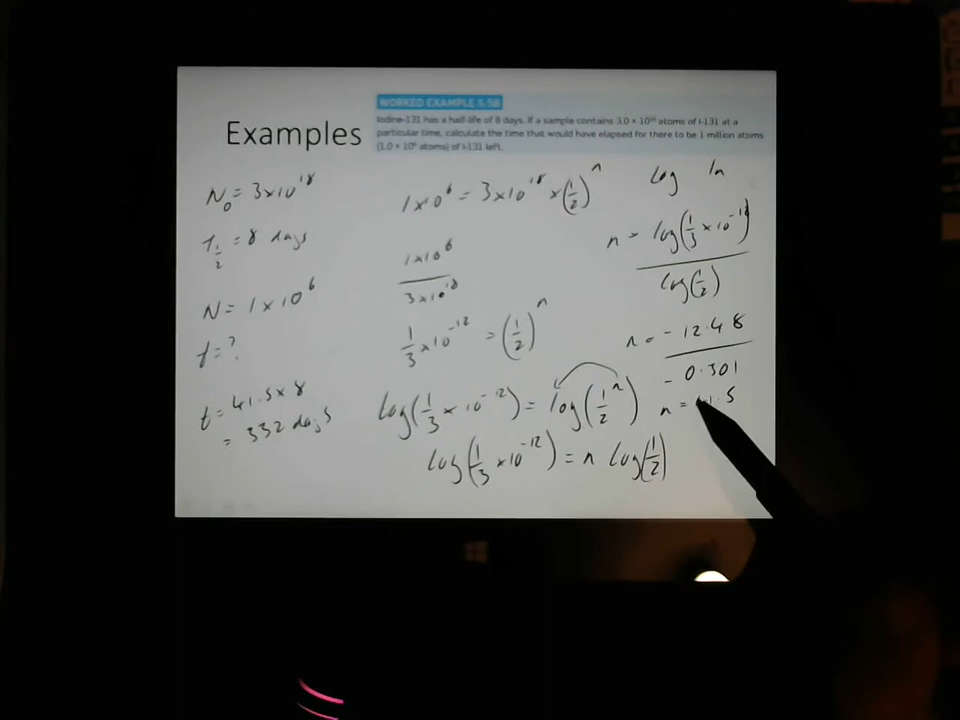 WORKED EXAMPLE 5.5B
Iodine-131 has a half-life of 8 days. If a sample contains 3.0 × 10¹⁸ atoms of I-131 at a
particular time, calculate the time that would have elapsed for there to be 1 million atoms
(1.0 × 10⁶ atoms) of I-131 left.
Examples
N₀ = 3×10¹⁸
T½ = 8 days
N = 1×10⁶
t = ?
t = 41.5 × 8
= 332 days
1×10⁶ = 3×10¹⁸ × (1/2)ⁿ
1×10⁶
3×10¹⁸
1/3 ×10⁻¹² = (1/2)ⁿ
log(1/3 × 10⁻¹²) = log(1/2ⁿ)
log(1/3 ×10⁻¹²) = n log(1/2)
log ln
n = log(1/3 × 10⁻¹²)
log(1/2)
n = - 12.48
- 0.301
n =